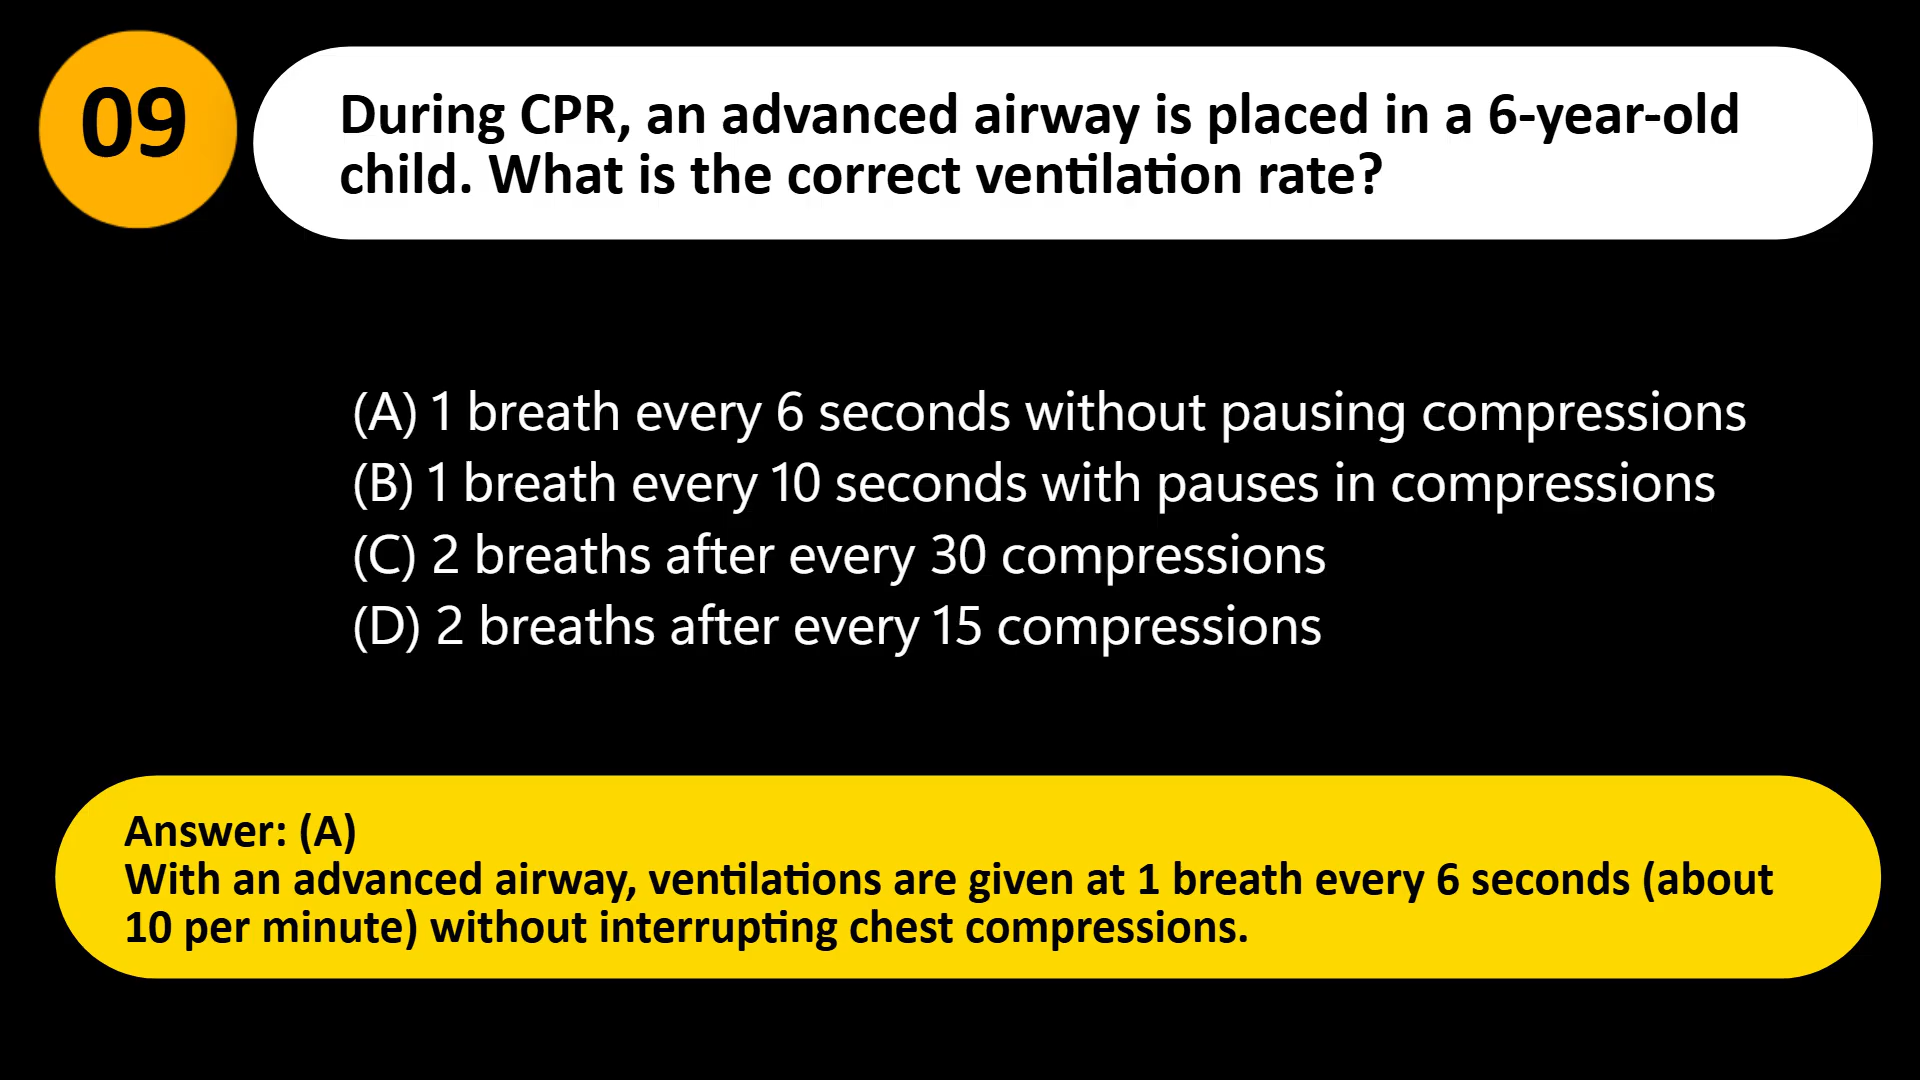 09
During CPR, an advanced airway is placed in a 6-year-old
child. What is the correct ventilation rate?
(A) 1 breath every 6 seconds without pausing compressions
(B) 1 breath every 10 seconds with pauses in compressions
(C) 2 breaths after every 30 compressions
(D) 2 breaths after every 15 compressions
Answer: (A)
With an advanced airway, ventilations are given at 1 breath every 6 seconds (about
10 per minute) without interrupting chest compressions.